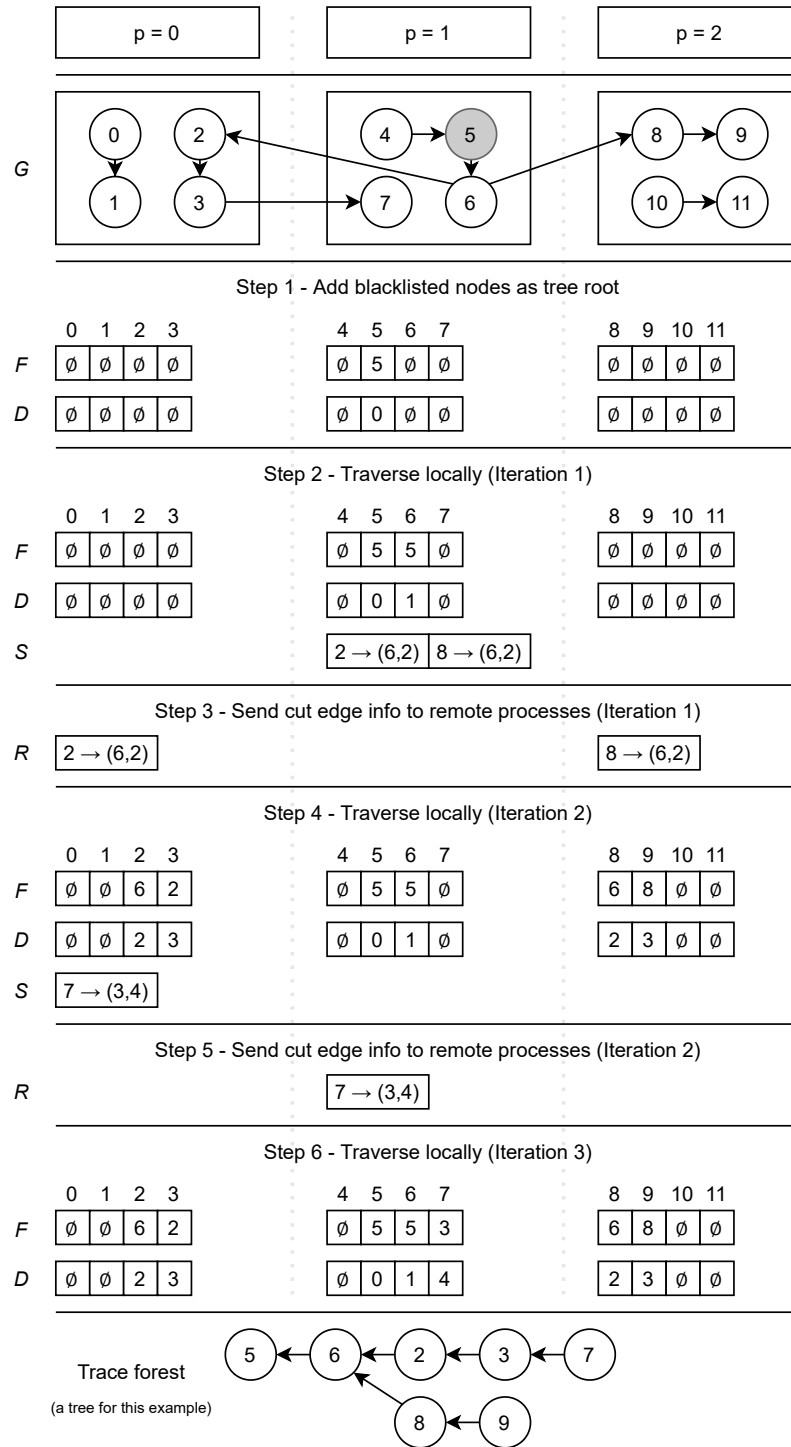 p = 0 p = 1 p = 2
G
0 2 4 5 8 9
1 3 7 6 10 11
Step 1 - Add blacklisted nodes as tree root
0 1 2 3 4 5 6 7 8 9 10 11
F ∅ ∅ ∅ ∅ ∅ 5 ∅ ∅ ∅ ∅ ∅ ∅
D ∅ ∅ ∅ ∅ ∅ 0 ∅ ∅ ∅ ∅ ∅ ∅
Step 2 - Traverse locally (Iteration 1)
0 1 2 3 4 5 6 7 8 9 10 11
F ∅ ∅ ∅ ∅ ∅ 5 5 ∅ ∅ ∅ ∅ ∅
D ∅ ∅ ∅ ∅ ∅ 0 1 ∅ ∅ ∅ ∅ ∅
S 2 → (6,2) 8 → (6,2)
Step 3 - Send cut edge info to remote processes (Iteration 1)
R 2 → (6,2) 8 → (6,2)
Step 4 - Traverse locally (Iteration 2)
0 1 2 3 4 5 6 7 8 9 10 11
F ∅ ∅ 6 2 ∅ 5 5 ∅ 6 8 ∅ ∅
D ∅ ∅ 2 3 ∅ 0 1 ∅ 2 3 ∅ ∅
S 7 → (3,4)
Step 5 - Send cut edge info to remote processes (Iteration 2)
R 7 → (3,4)
Step 6 - Traverse locally (Iteration 3)
0 1 2 3 4 5 6 7 8 9 10 11
F ∅ ∅ 6 2 ∅ 5 5 3 6 8 ∅ ∅
D ∅ ∅ 2 3 ∅ 0 1 4 2 3 ∅ ∅
5 6 2 3 7
Trace forest
(a tree for this example)
8 9